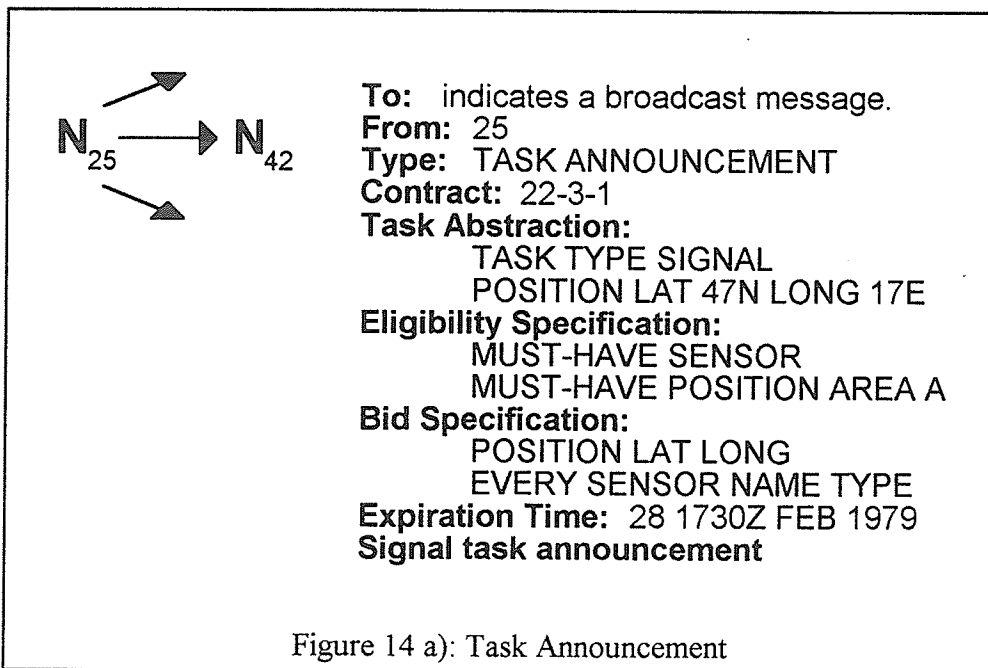 N25 N42
To: indicates a broadcast message.
From: 25
Type: TASK ANNOUNCEMENT
Contract: 22-3-1
Task Abstraction:
TASK TYPE SIGNAL
POSITION LAT 47N LONG 17E
Eligibility Specification:
MUST-HAVE SENSOR
MUST-HAVE POSITION AREA A
Bid Specification:
POSITION LAT LONG
EVERY SENSOR NAME TYPE
Expiration Time: 28 1730Z FEB 1979
Signal task announcement
Figure 14 a): Task Announcement